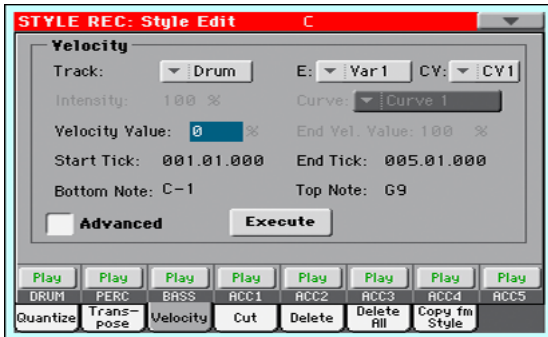 STYLE REC: Style Edit C
Velocity
Track: Drum E: Var1 CV: CV1
Intensity: 100 % Curve: Curve 1
Velocity Value: 0 % End Vel. Value: 100 %
Start Tick: 001.01.000 End Tick: 005.01.000
Bottom Note: C-1 Top Note: G9
Advanced Execute
Play Play Play Play Play Play Play Play
DRUM PERC BASS ACC1 ACC2 ACC3 ACC4 ACC5
Quantize Trans-pose Velocity Cut Delete Delete All Copy fm Style